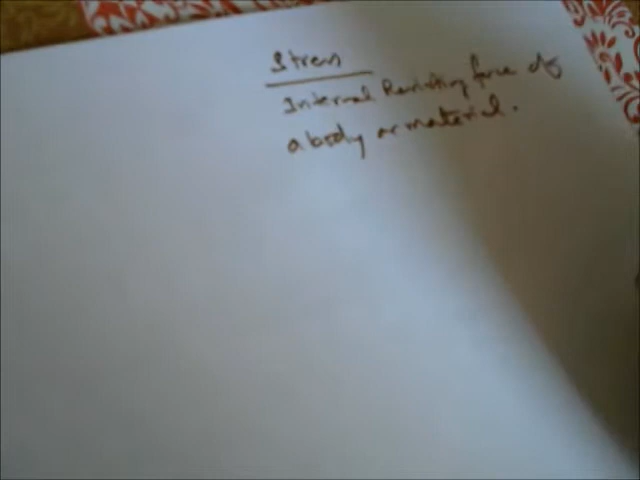 Stress
Internal Resisting force of
a body or material.